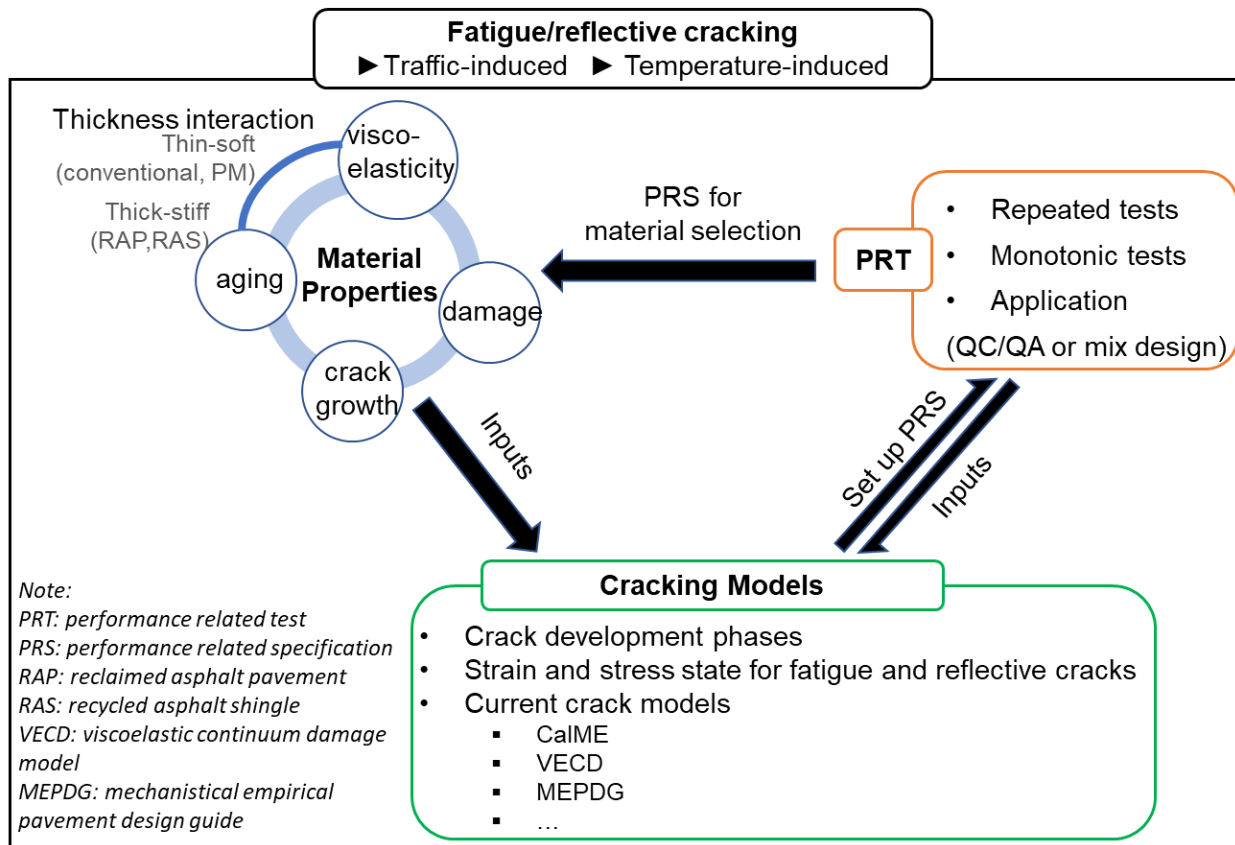 Fatigue/reflective cracking
► Traffic-induced ► Temperature-induced
Thickness interaction
Thin-soft
(conventional, PM)
Thick-stiff
(RAP,RAS)
visco-
elasticity
aging
Material
Properties
damage
crack
growth
PRS for
material selection
PRT
• Repeated tests
• Monotonic tests
• Application
(QC/QA or mix design)
Inputs
Set up PRS
Inputs
Cracking Models
• Crack development phases
• Strain and stress state for fatigue and reflective cracks
• Current crack models
▪ CalME
▪ VECD
▪ MEPDG
▪ ...
Note:
PRT: performance related test
PRS: performance related specification
RAP: reclaimed asphalt pavement
RAS: recycled asphalt shingle
VECD: viscoelastic continuum damage
model
MEPDG: mechanistical empirical
pavement design guide